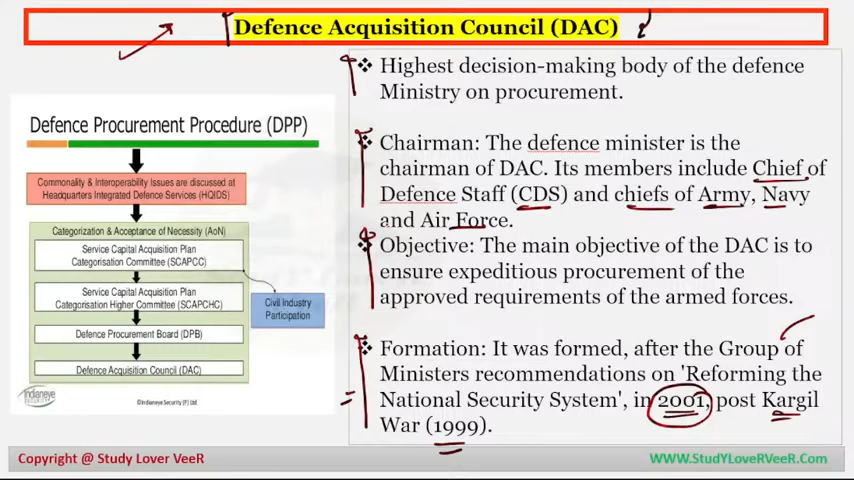 Defence Acquisition Council (DAC)
Defence Procurement Procedure (DPP)
Commonality & Interoperability Issues are discussed at
Headquarters Integrated Defence Services (HQIDS)
Categorization & Acceptance of Necessity (AoN)
Service Capital Acquisition Plan
Categorisation Committee (SCAPCC)
Service Capital Acquisition Plan
Categorisation Higher Committee (SCAPCHC)
Civil Industry
Participation
Defence Procurement Board (DPB)
Defence Acquisition Council (DAC)
indianeye
©Indianeye Security (P) Ltd
Highest decision-making body of the defence
Ministry on procurement.
Chairman: The defence minister is the
chairman of DAC. Its members include Chief of
Defence Staff (CDS) and chiefs of Army, Navy
and Air Force.
Objective: The main objective of the DAC is to
ensure expeditious procurement of the
approved requirements of the armed forces.
Formation: It was formed, after the Group of
Ministers recommendations on 'Reforming the
National Security System', in 2001, post Kargil
War (1999).
Copyright @ Study Lover VeeR
WWW.StudyLoveRVeeR.Com